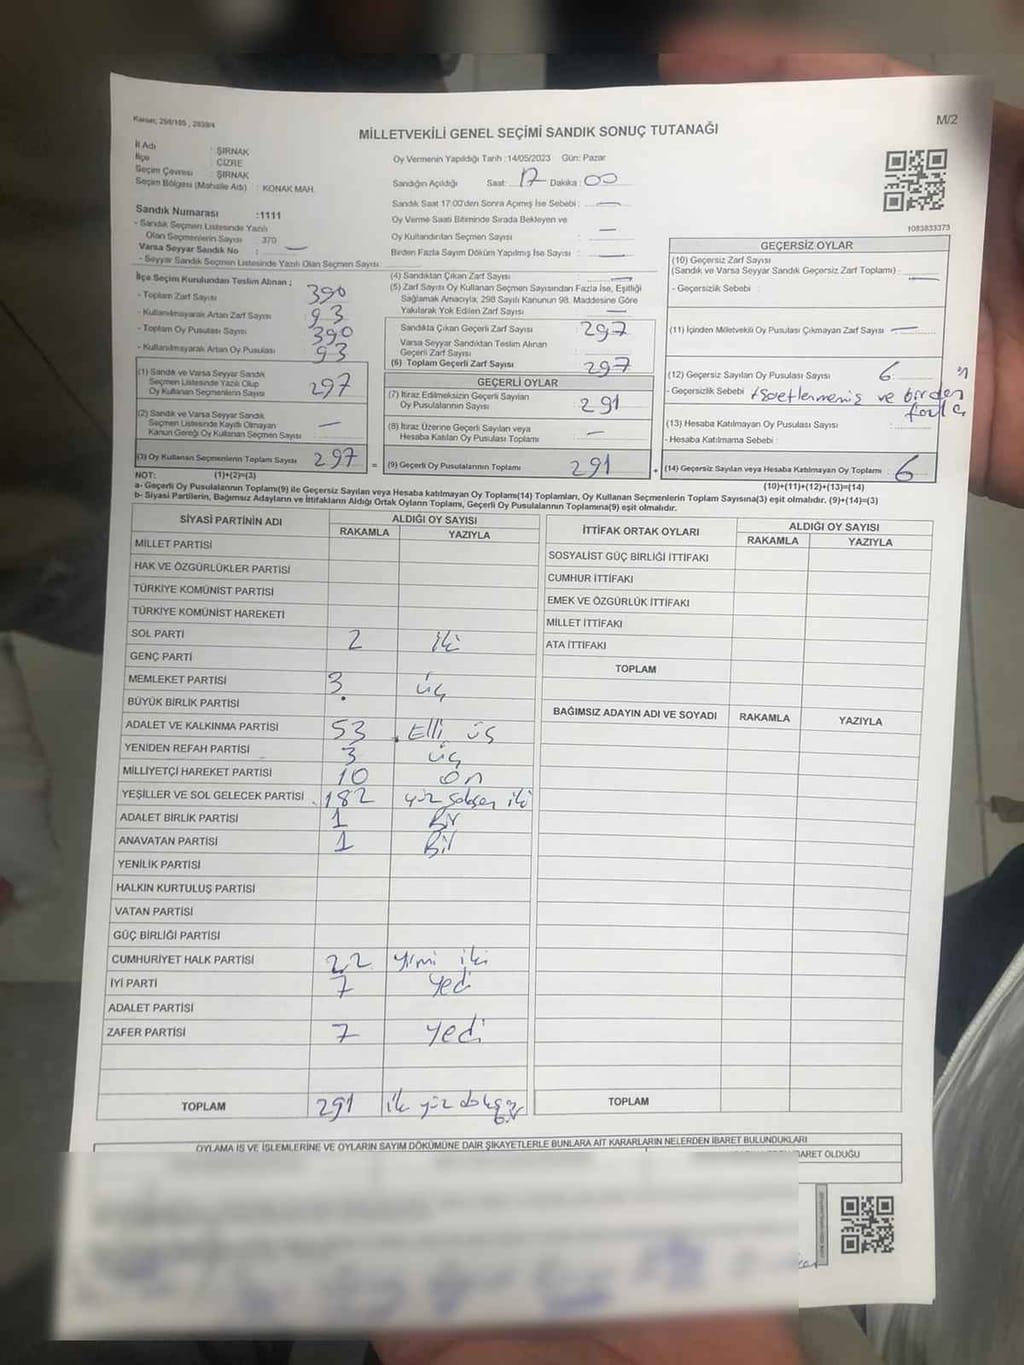 Kanun; 298/105 , 2839/4
M/2
MİLLETVEKİLİ GENEL SEÇİMİ SANDIK SONUÇ TUTANAĞI
İl Adı : ŞIRNAK
İlçe : CİZRE
Seçim Çevresi : ŞIRNAK
Seçim Bölgesi (Mahalle Adı) : KONAK MAH.
Sandık Numarası :1111
- Sandık Seçmen Listesinde Yazılı
Olan Seçmenlerin Sayısı 370
Varsa Seyyar Sandık No : —
- Seyyar Sandık Seçmen Listesinde Yazılı Olan Seçmen Sayısı:
Oy Vermenin Yapıldığı Tarih :14/05/2023 Gün: Pazar
Sandığın Açıldığı Saat: 17 Dakika : 00
Sandık Saat 17:00'den Sonra Açılmış İse Sebebi : —
Oy Verme Saati Bitiminde Sırada Bekleyen ve
Oy Kullandırılan Seçmen Sayısı : —
Birden Fazla Sayım Döküm Yapılmış İse Sayısı : —
1083833373
İlçe Seçim Kurulundan Teslim Alınan ;
- Toplam Zarf Sayısı : 390
- Kullanılmayarak Artan Zarf Sayısı : 93
- Toplam Oy Pusulası Sayısı : 390
- Kullanılmayarak Artan Oy Pusulası : 93
(1) Sandık ve Varsa Seyyar Sandık
Seçmen Listesinde Yazılı Olup
Oy Kullanan Seçmenlerin Sayısı : 297
(2) Sandık ve Varsa Seyyar Sandık
Seçmen Listesinde Kayıtlı Olmayan
Kanun Gereği Oy Kullanan Seçmen Sayısı : —
(3) Oy Kullanan Seçmenlerin Toplam Sayısı : 297
(4) Sandıktan Çıkan Zarf Sayısı : —
(5) Zarf Sayısı Oy Kullanan Seçmen Sayısından Fazla İse, Eşitliği
Sağlamak Amacıyla; 298 Sayılı Kanunun 98. Maddesine Göre
Yakılarak Yok Edilen Zarf Sayısı : —
Sandıkta Çıkan Geçerli Zarf Sayısı : 297
Varsa Seyyar Sandıktan Teslim Alınan
Geçerli Zarf Sayısı :
(6) Toplam Geçerli Zarf Sayısı : 297
GEÇERLİ OYLAR
(7) İtiraz Edilmeksizin Geçerli Sayılan
Oy Pusulalarının Sayısı : 291
(8) İtiraz Üzerine Geçerli Sayılan veya
Hesaba Katılan Oy Pusulası Toplamı : —
= (9) Geçerli Oy Pusulalarının Toplamı 291
GEÇERSİZ OYLAR
(10) Geçersiz Zarf Sayısı
(Sandık ve Varsa Seyyar Sandık Geçersiz Zarf Toplamı) : —
- Geçersizlik Sebebi :
(11) İçinden Milletvekili Oy Pusulası Çıkmayan Zarf Sayısı : —
(12) Geçersiz Sayılan Oy Pusulası Sayısı : 6
- Geçersizlik Sebebi : ve birden
fazla
(13) Hesaba Katılmayan Oy Pusulası Sayısı :
- Hesaba Katılmama Sebebi :
+ (14) Geçersiz Sayılan veya Hesaba Katılmayan Oy Toplamı : 6
NOT: (1)+(2)=(3)
(10)+(11)+(12)+(13)=(14)
a- Geçerli Oy Pusulalarının Toplamı(9) ile Geçersiz Sayılan veya Hesaba katılmayan Oy Toplamı(14) Toplamları, Oy Kullanan Seçmenlerin Toplam Sayısına(3) eşit olmalıdır. (9)+(14)=(3)
b- Siyasi Partilerin, Bağımsız Adayların ve İttifakların Aldığı Ortak Oyların Toplamı, Geçerli Oy Pusulalarının Toplamına(9) eşit olmalıdır.
SİYASİ PARTİNİN ADI
ALDIĞI OY SAYISI
RAKAMLA YAZIYLA
MİLLET PARTİSİ
HAK VE ÖZGÜRLÜKLER PARTİSİ
TÜRKİYE KOMÜNİST PARTİSİ
TÜRKİYE KOMÜNİST HAREKETİ
SOL PARTİ 2 iki
GENÇ PARTİ
MEMLEKET PARTİSİ 3 üç
BÜYÜK BİRLİK PARTİSİ
ADALET VE KALKINMA PARTİSİ 53 Elli üç
YENİDEN REFAH PARTİSİ 3 üç
MİLLİYETÇİ HAREKET PARTİSİ 10 on
YEŞİLLER VE SOL GELECEK PARTİSİ 182 yüz seksen iki
ADALET BİRLİK PARTİSİ 1 Bir
ANAVATAN PARTİSİ 1 Bir
YENİLİK PARTİSİ
HALKIN KURTULUŞ PARTİSİ
VATAN PARTİSİ
GÜÇ BİRLİĞİ PARTİSİ
CUMHURİYET HALK PARTİSİ 22 yirmi iki
İYİ PARTİ 7 yedi
ADALET PARTİSİ
ZAFER PARTİSİ 7 yedi
TOPLAM 291 iki yüz doksan bir
İTTİFAK ORTAK OYLARI
ALDIĞI OY SAYISI
RAKAMLA YAZIYLA
SOSYALİST GÜÇ BİRLİĞİ İTTİFAKI
CUMHUR İTTİFAKI
EMEK VE ÖZGÜRLÜK İTTİFAKI
MİLLET İTTİFAKI
ATA İTTİFAKI
TOPLAM
BAĞIMSIZ ADAYIN ADI VE SOYADI RAKAMLA YAZIYLA
TOPLAM
OYLAMA İŞ VE İŞLEMLERİNE VE OYLARIN SAYIM DÖKÜMÜNE DAİR ŞİKAYETLERLE BUNLARA AİT KARARLARIN NELERDEN İBARET BULUNDUKLARI
İBARET OLDUĞU